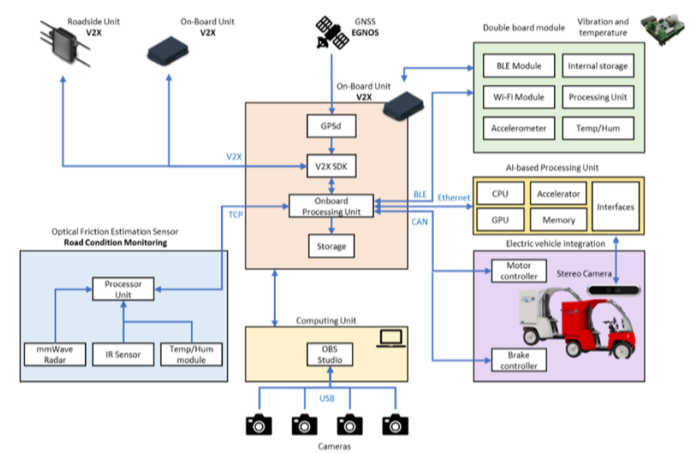 Roadside Unit
V2X
On-Board Unit
V2X
GNSS
EGNOS
Double board module
Vibration and
temperature
On-Board Unit
V2X
BLE Module
Internal storage
Wi-Fi Module
Processing Unit
Accelerometer
Temp/Hum
GPSd
V2X
V2X SDK
AI-based Processing Unit
BLE
Ethernet
CAN
CPU
Accelerator
Interfaces
GPU
Memory
Onboard
Processing Unit
TCP
Storage
Optical Friction Estimation Sensor
Road Condition Monitoring
Electric vehicle integration
Motor
controller
Stereo Camera
Processor
Unit
Computing Unit
mmWave
Radar
IR Sensor
Temp/Hum
module
OBS
Studio
Brake
controller
USB
Cameras